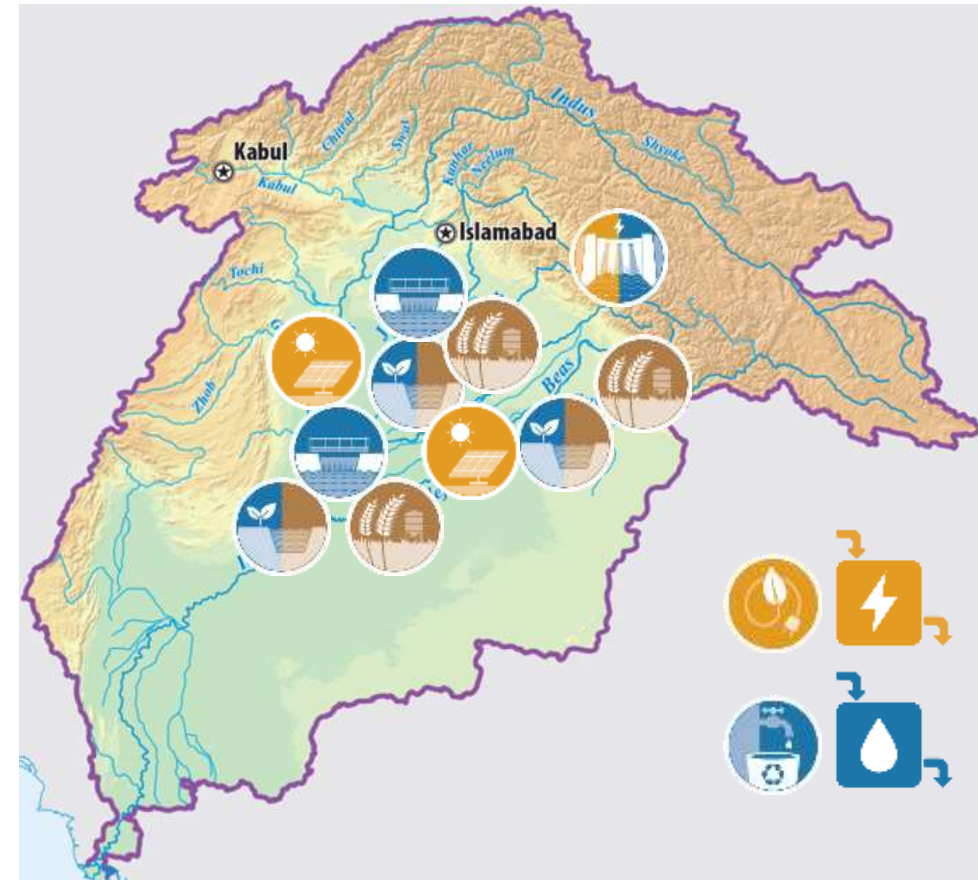 Indus
Shyoke
Chitral
Swat
Kabul
Kabul
Kunhar
Neelum
Islamabad
Tochi
Zhob
Beas